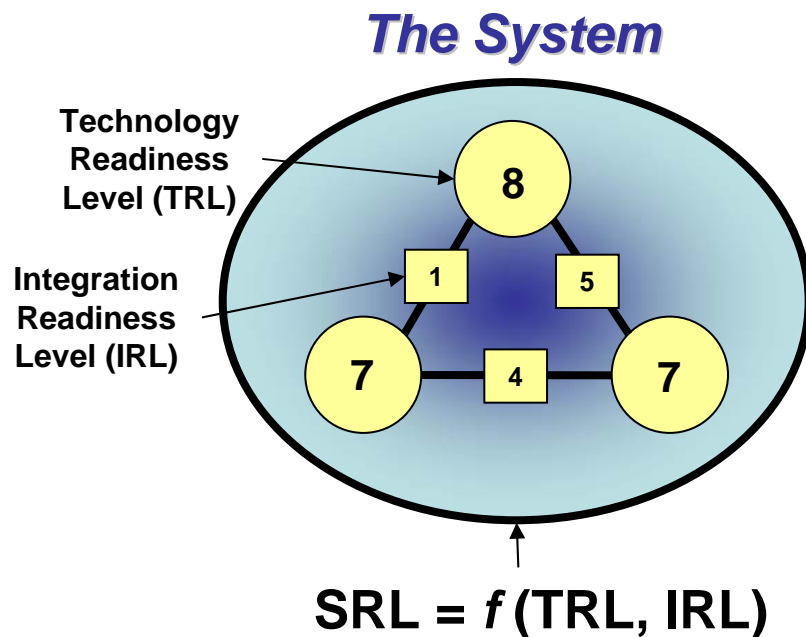 The System
Technology
Readiness
Level (TRL)
8
Integration
Readiness
Level (IRL)
1
5
7
4
7
SRL = f (TRL, IRL)